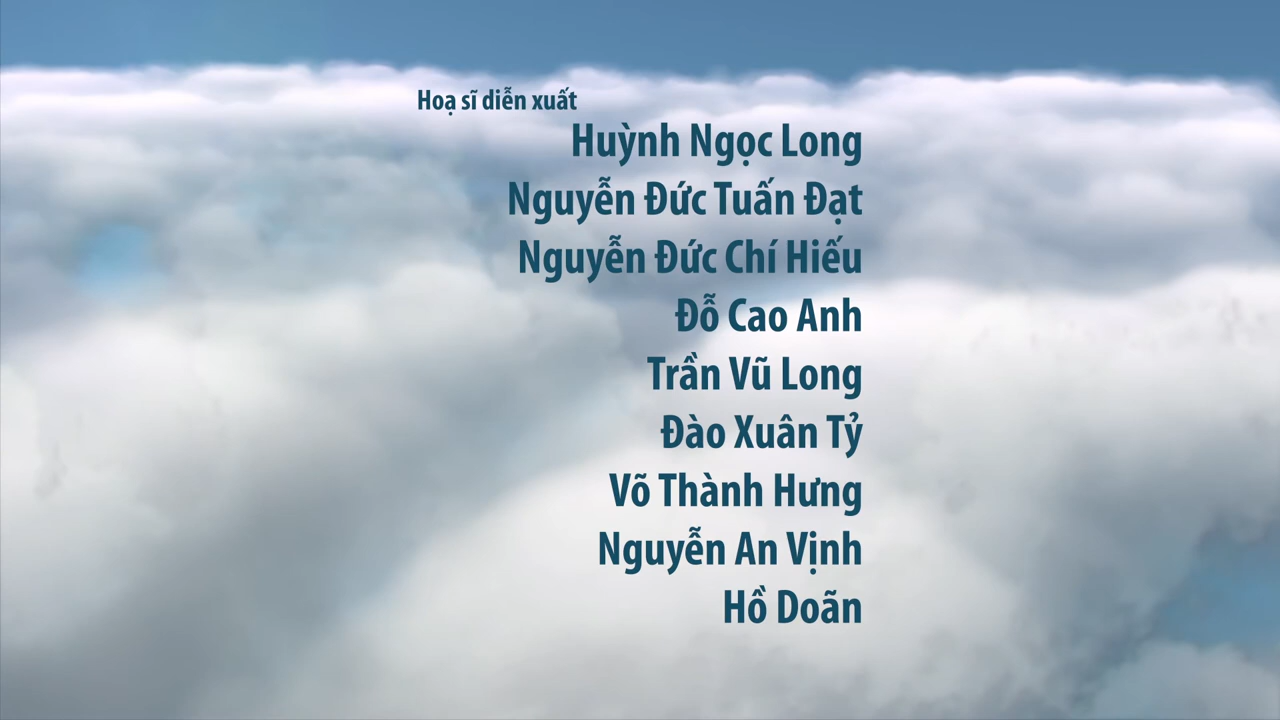 Hoạ sĩ diễn xuất
Huỳnh Ngọc Long
Nguyễn Đức Tuấn Đạt
Nguyễn Đức Chí Hiếu
Đỗ Cao Anh
Trần Vũ Long
Đào Xuân Tỷ
Võ Thành Hưng
Nguyễn An Vịnh
Hồ Doãn